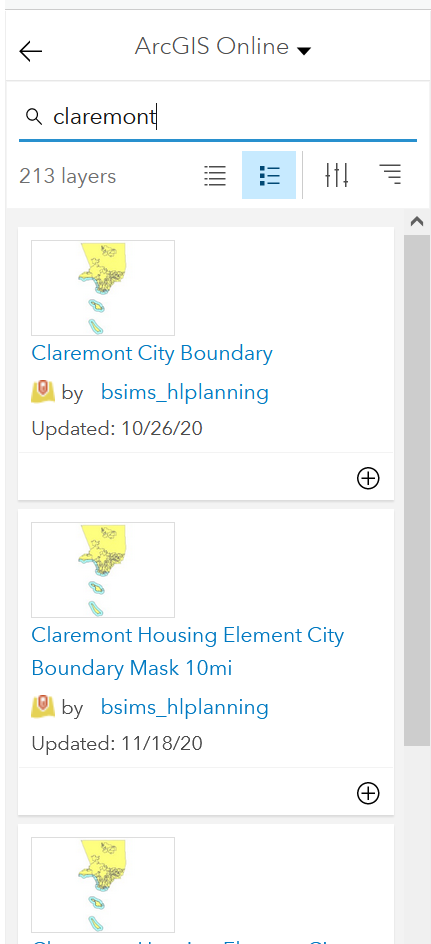 ArcGIS Online
claremont
213 layers
Claremont City Boundary
by bsims_hlplanning
Updated: 10/26/20
Claremont Housing Element City
Boundary Mask 10mi
by bsims_hlplanning
Updated: 11/18/20